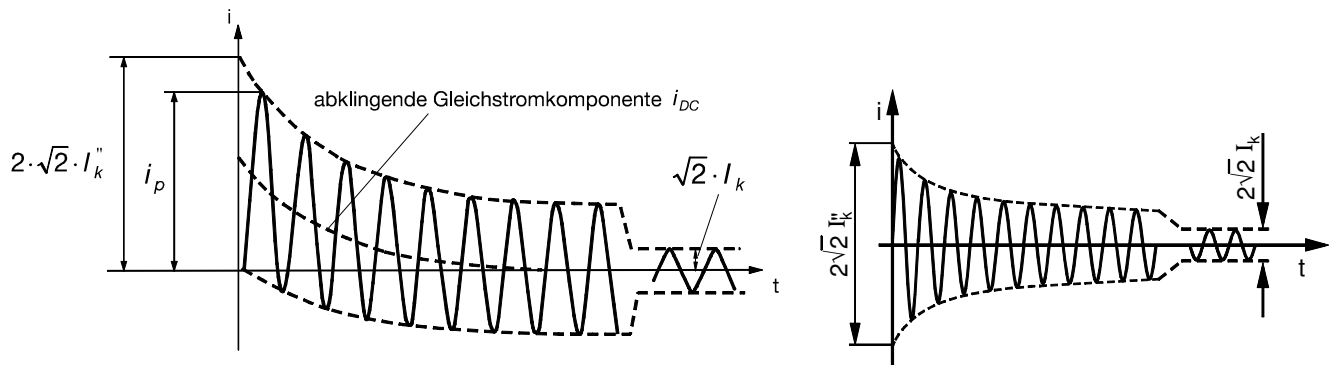 i
abklingende Gleichstromkomponente i_DC
2·√2·I_k"
i_p
√2·I_k
t
i
2√2 I_k"
2√2 I_k
t